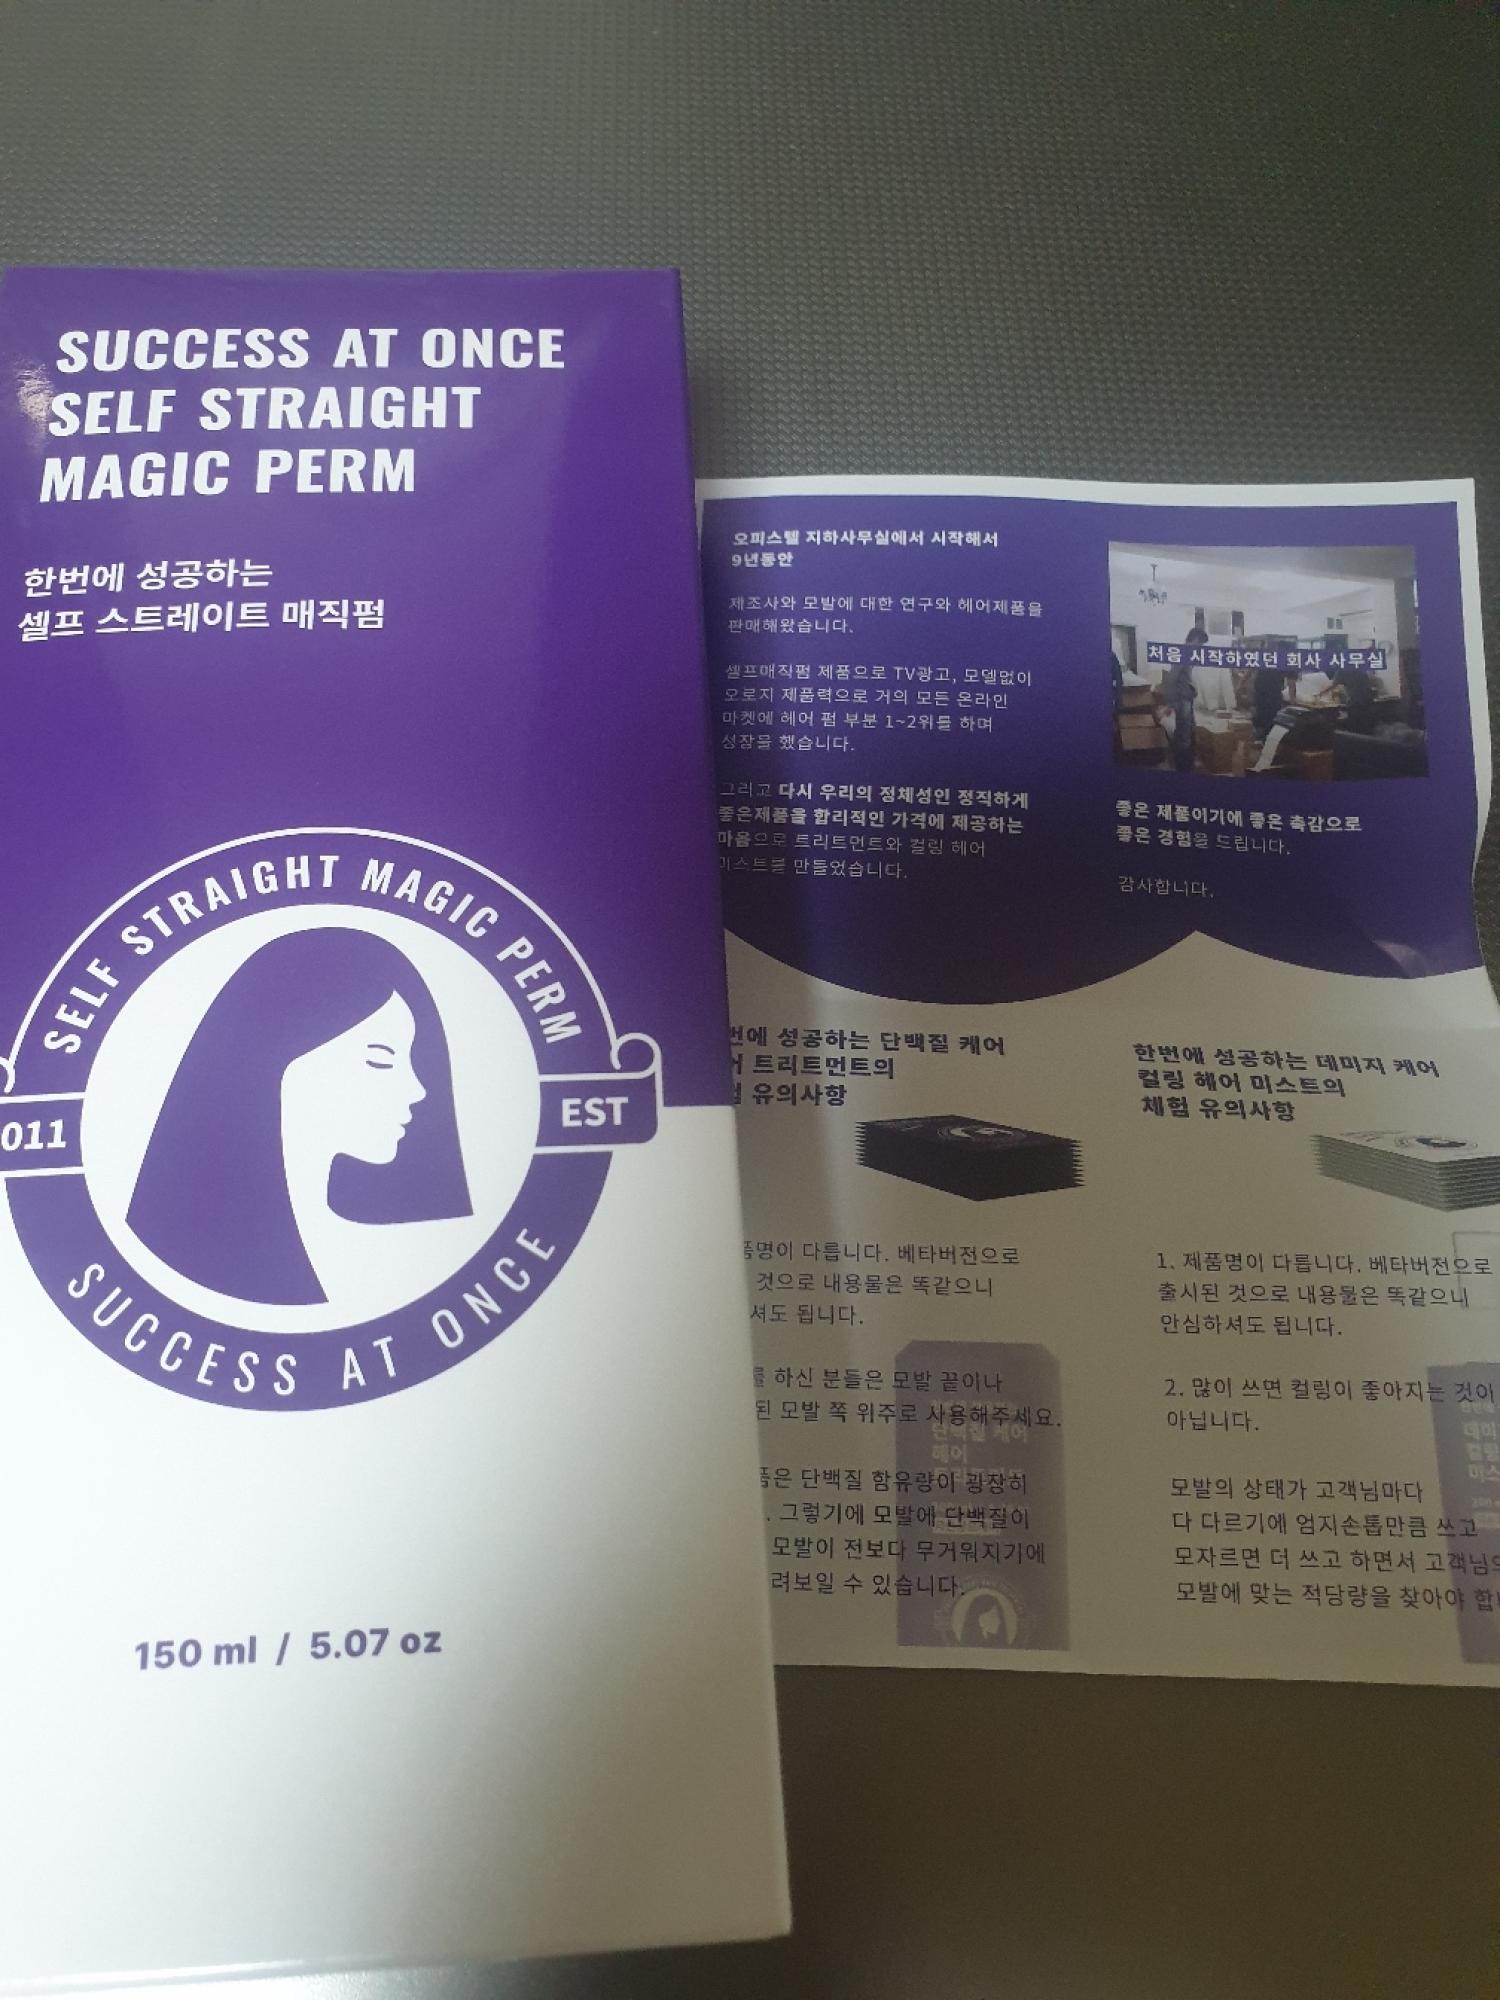 SUCCESS AT ONCE
SELF STRAIGHT
MAGIC PERM
한번에 성공하는
셀프 스트레이트 매직펌
SELF STRAIGHT MAGIC PERM
011
EST
SUCCESS AT ONCE
150 ml / 5.07 oz
오피스텔 지하사무실에서 시작해서
9년동안
제조사와 모발에 대한 연구와 헤어제품을
판매해왔습니다.
셀프매직펌 제품으로 TV광고, 모델없이
오로지 제품력으로 거의 모든 온라인
마켓에 헤어 펌 부분 1~2위를 하며
성장을 했습니다.
그리고 다시 우리의 정체성인 정직하게
좋은제품을 합리적인 가격에 제공하는
마음으로 트리트먼트와 컬링 헤어
미스트를 만들었습니다.
처음 시작하였던 회사 사무실
좋은 제품이기에 좋은 촉감으로
좋은 경험을 드립니다.
감사합니다.
번에 성공하는 단백질 케어
어 트리트먼트의
험 유의사항
품명이 다릅니다. 베타버전으로
것으로 내용물은 똑같으니
셔도 됩니다.
를 하신 분들은 모발 끝이나
된 모발 쪽 위주로 사용해주세요.
품은 단백질 함유량이 굉장히
. 그렇기에 모발에 단백질이
모발이 전보다 무거워지기에
려보일 수 있습니다.
단백질 케어
헤어
한번에 성공하는 데미지 케어
컬링 헤어 미스트의
체험 유의사항
1. 제품명이 다릅니다. 베타버전으로
출시된 것으로 내용물은 똑같으니
안심하셔도 됩니다.
2. 많이 쓰면 컬링이 좋아지는 것이
아닙니다.
모발의 상태가 고객님마다
다 다르기에 엄지손톱만큼 쓰고
모자르면 더 쓰고 하면서 고객님의
모발에 맞는 적당량을 찾아야 합